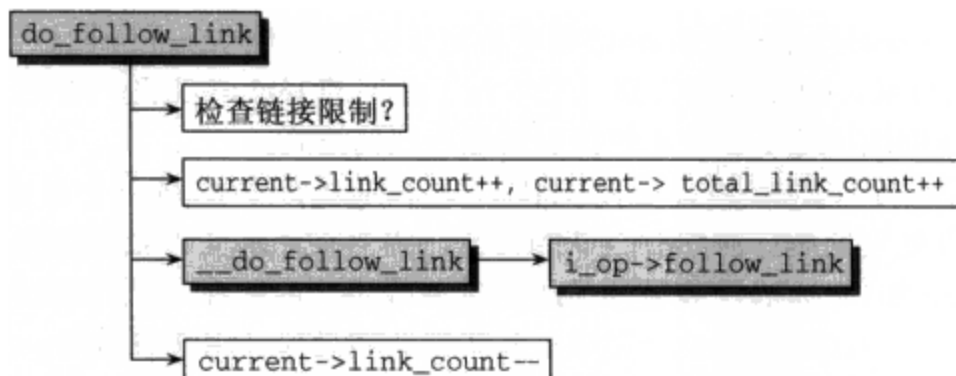 do_follow_link
检查链接限制?
current->link_count++, current-> total_link_count++
__do_follow_link
i_op->follow_link
current->link_count--